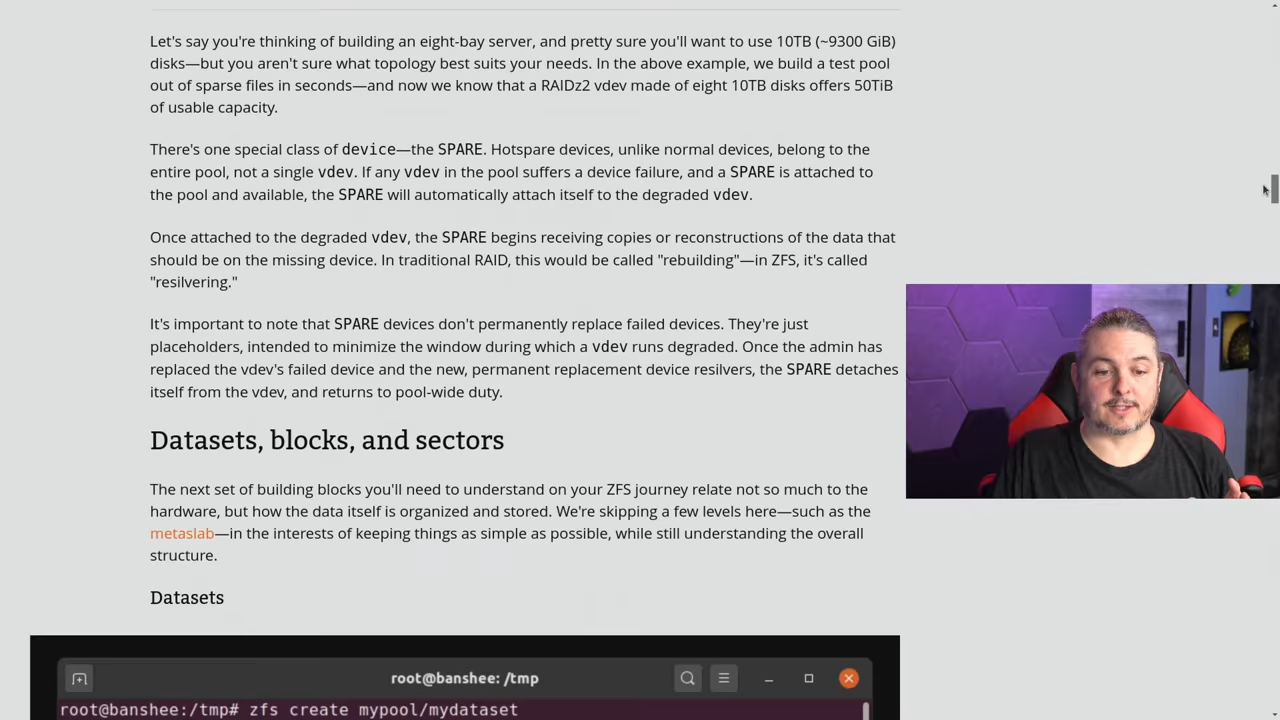 Let's say you're thinking of building an eight-bay server, and pretty sure you'll want to use 10TB (~9300 GiB)
disks—but you aren't sure what topology best suits your needs. In the above example, we build a test pool
out of sparse files in seconds—and now we know that a RAIDz2 vdev made of eight 10TB disks offers 50TiB
of usable capacity.
There's one special class of device—the SPARE. Hotspare devices, unlike normal devices, belong to the
entire pool, not a single vdev. If any vdev in the pool suffers a device failure, and a SPARE is attached to
the pool and available, the SPARE will automatically attach itself to the degraded vdev.
Once attached to the degraded vdev, the SPARE begins receiving copies or reconstructions of the data that
should be on the missing device. In traditional RAID, this would be called "rebuilding"—in ZFS, it's called
"resilvering."
It's important to note that SPARE devices don't permanently replace failed devices. They're just
placeholders, intended to minimize the window during which a vdev runs degraded. Once the admin has
replaced the vdev's failed device and the new, permanent replacement device resilvers, the SPARE detaches
itself from the vdev, and returns to pool-wide duty.
Datasets, blocks, and sectors
The next set of building blocks you'll need to understand on your ZFS journey relate not so much to the
hardware, but how the data itself is organized and stored. We're skipping a few levels here—such as the
metaslab—in the interests of keeping things as simple as possible, while still understanding the overall
structure.
Datasets
root@banshee: /tmp
root@banshee:/tmp# zfs create mypool/mydataset